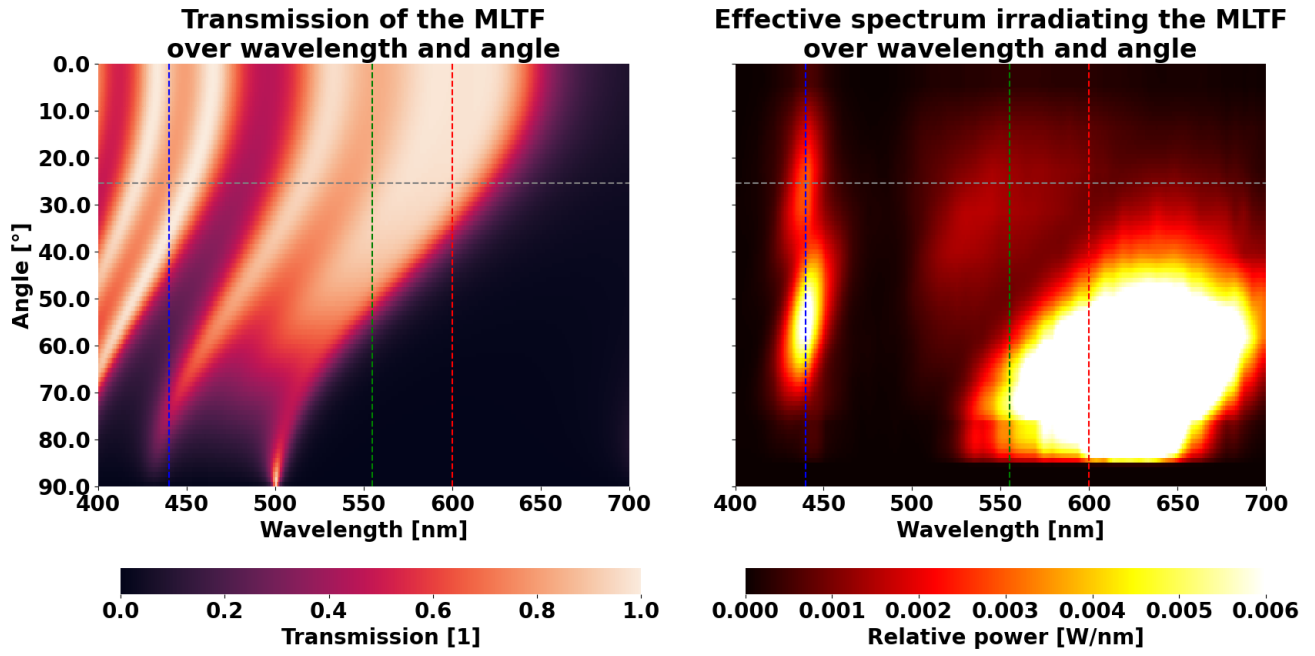 Transmission of the MLTF
over wavelength and angle
Effective spectrum irradiating the MLTF
over wavelength and angle
0.0
10.0
20.0
30.0
40.0
50.0
60.0
70.0
80.0
90.0
Angle [°]
400 450 500 550 600 650 700
400 450 500 550 600 650 700
Wavelength [nm]
Wavelength [nm]
0.0 0.2 0.4 0.6 0.8 1.0
0.000 0.001 0.002 0.003 0.004 0.005 0.006
Transmission [1]
Relative power [W/nm]